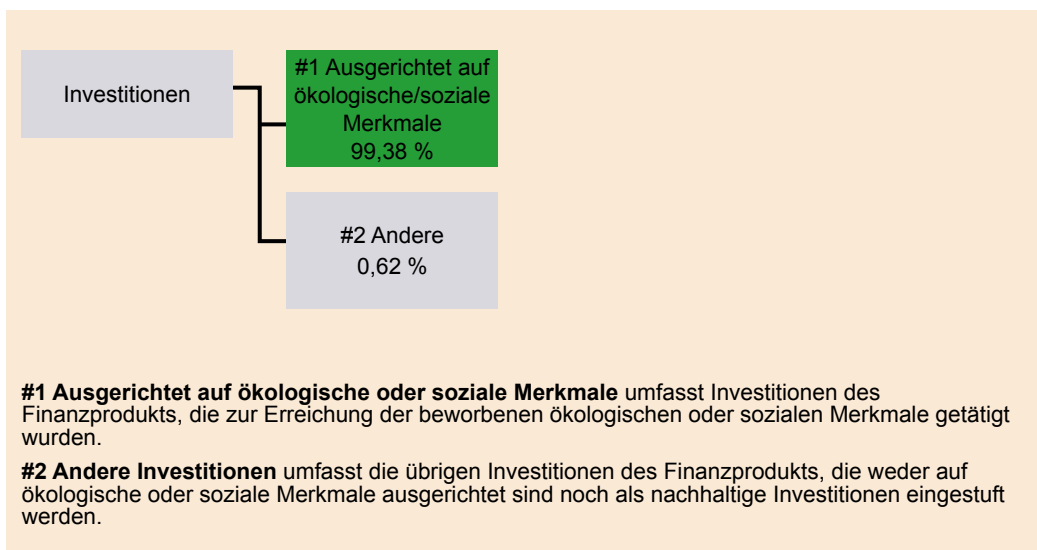 Investitionen
#1 Ausgerichtet auf
ökologische/soziale
Merkmale
99,38 %
#2 Andere
0,62 %
#1 Ausgerichtet auf ökologische oder soziale Merkmale umfasst Investitionen des
Finanzprodukts, die zur Erreichung der beworbenen ökologischen oder sozialen Merkmale getätigt
wurden.
#2 Andere Investitionen umfasst die übrigen Investitionen des Finanzprodukts, die weder auf
ökologische oder soziale Merkmale ausgerichtet sind noch als nachhaltige Investitionen eingestuft
werden.